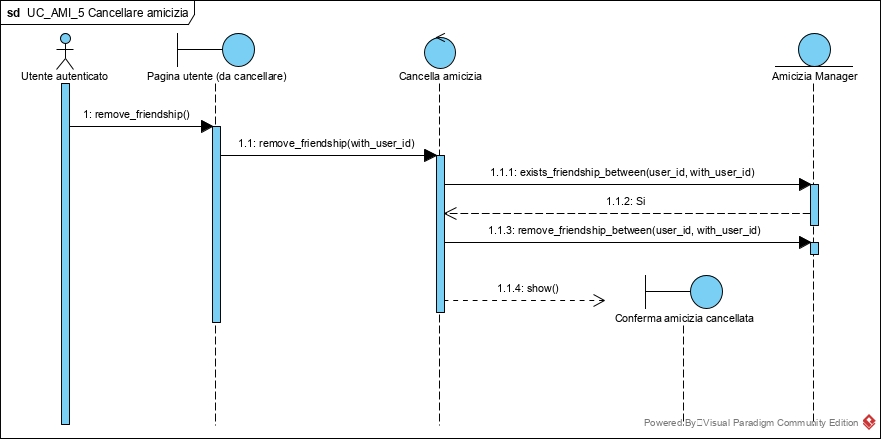 sd UC_AMI_5 Cancellare amicizia
Utente autenticato
Pagina utente (da cancellare)
Cancella amicizia
Amicizia Manager
1: remove_friendship()
1.1: remove_friendship(with_user_id)
1.1.1: exists_friendship_between(user_id, with_user_id)
1.1.2: Si
1.1.3: remove_friendship_between(user_id, with_user_id)
1.1.4: show()
Conferma amicizia cancellata
Powered By Visual Paradigm Community Edition